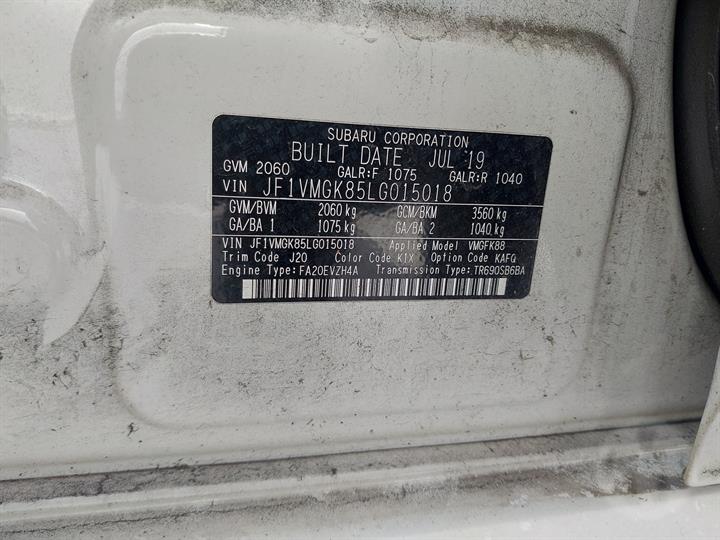 SUBARU CORPORATION
BUILT DATE JUL '19
GVM 2060 GALR:F 1075 GALR:R 1040
VIN JF1VMGK85LG015018
GVM/BVM 2060 kg GCM/BKM 3560 kg
GA/BA 1 1075 kg GA/BA 2 1040 kg
VIN JF1VMGK85LG015018 Applied Model VMGFK88
Trim Code J20 Color Code K1X Option Code KAFQ
Engine Type: FA20EVZH4A Transmission Type: TR690SB6BA